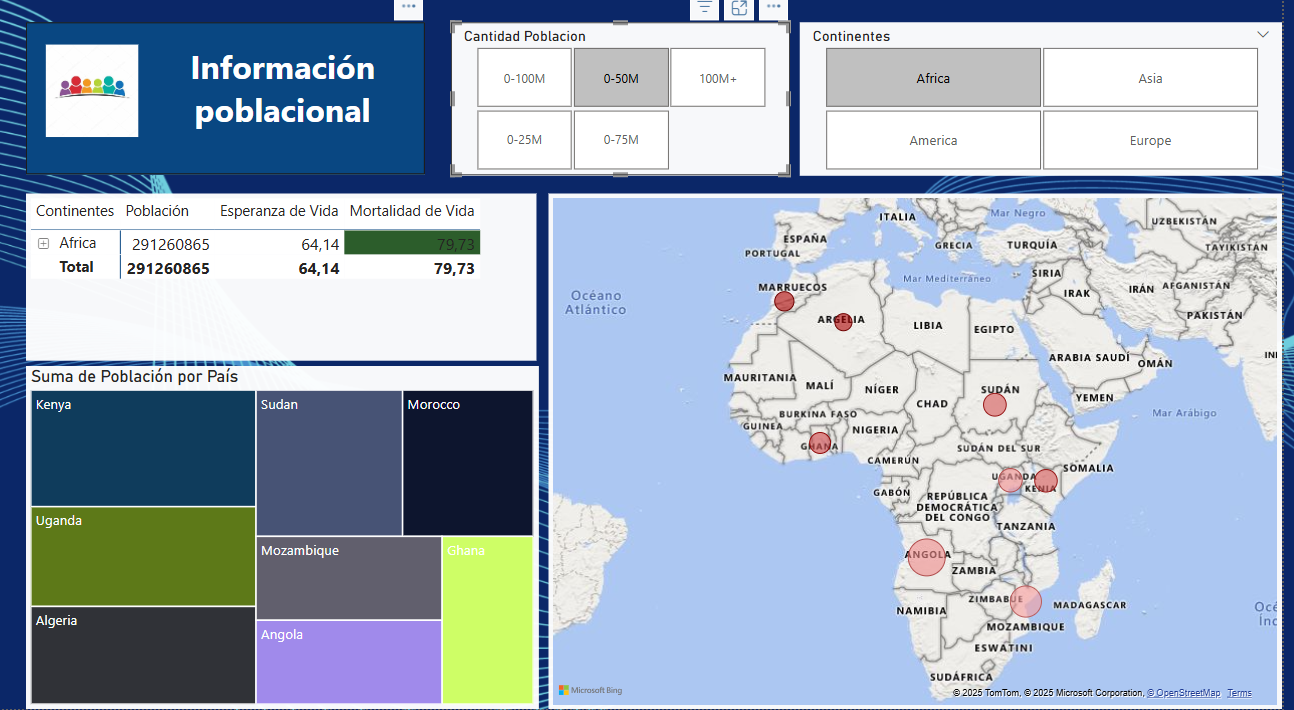 Información
poblacional
Cantidad Poblacion
0-100M
0-50M
100M+
0-25M
0-75M
Continentes
Africa
Asia
America
Europe
Continentes Población Esperanza de Vida Mortalidad de Vida
Africa 291260865 64,14 79,73
Total 291260865 64,14 79,73
Suma de Población por País
Kenya
Sudan
Morocco
Uganda
Mozambique
Ghana
Algeria
Angola
ITALIA
Mar Negro
UZBEKISTÁN
ESPAÑA
GRECIA
TURQUÍA
TAYIKISTÁN
PORTUGAL
Mar Mediterráneo
SIRIA
MARRUECOS
IRAK
IRÁN
AFGANISTÁN
Océano
Atlántico
ARGELIA
LIBIA
EGIPTO
PAKISTÁN
ARABIA SAUDÍ
OMÁN
INI
MAURITANIA
MALÍ
NÍGER
CHAD
SUDÁN
YEMEN
Mar Arábigo
BURKINA FASO
GUINEA
NIGERIA
GHANA
SUDÁN DEL SUR
CAMERÚN
SOMALIA
UGANDA
KENIA
GABÓN
REPÚBLICA
DEMOCRÁTICA
DEL CONGO
TANZANIA
ANGOLA
ZAMBIA
ZIMBABUE
MADAGASCAR
NAMIBIA
MOZAMBIQUE
Océ
Índ
ESWATINI
SUDÁFRICA
Microsoft Bing
© 2025 TomTom, © 2025 Microsoft Corporation, © OpenStreetMap Terms